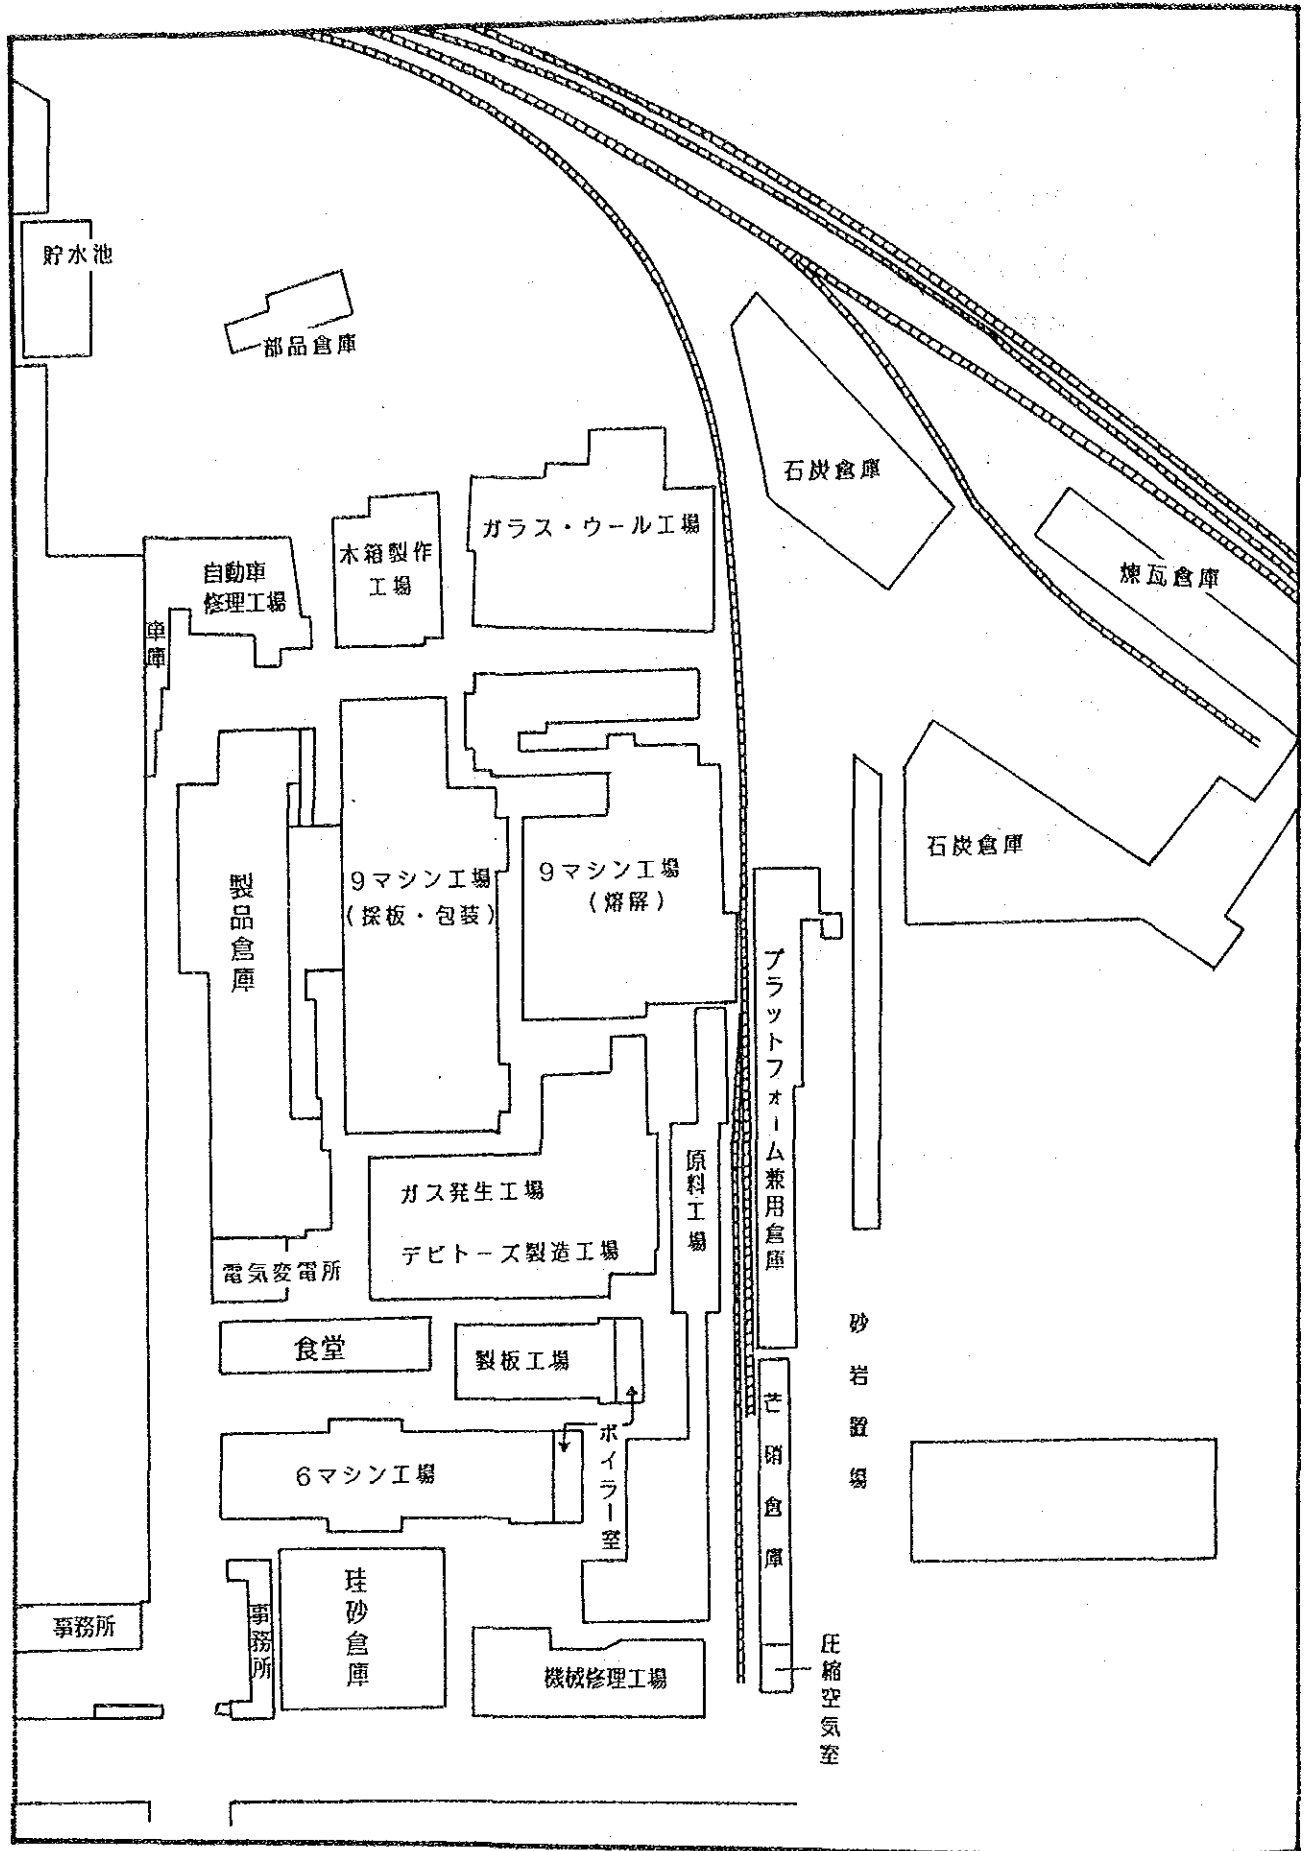 貯水池
部品倉庫
石炭倉庫
ガラス・ウール工場
木箱製作
工場
自動車
修理工場
車庫
煉瓦倉庫
石炭倉庫
製品倉庫
9マシン工場
(採板・包装)
9マシン工場
(熔解)
プラットフォーム兼用倉庫
原料工場
ガス発生工場
デビトーズ製造工場
電気変電所
食堂
製板工場
砂岩置場
芒硝倉庫
ボイラー室
6マシン工場
珪砂倉庫
事務所
事務所
機械修理工場
圧縮空気室